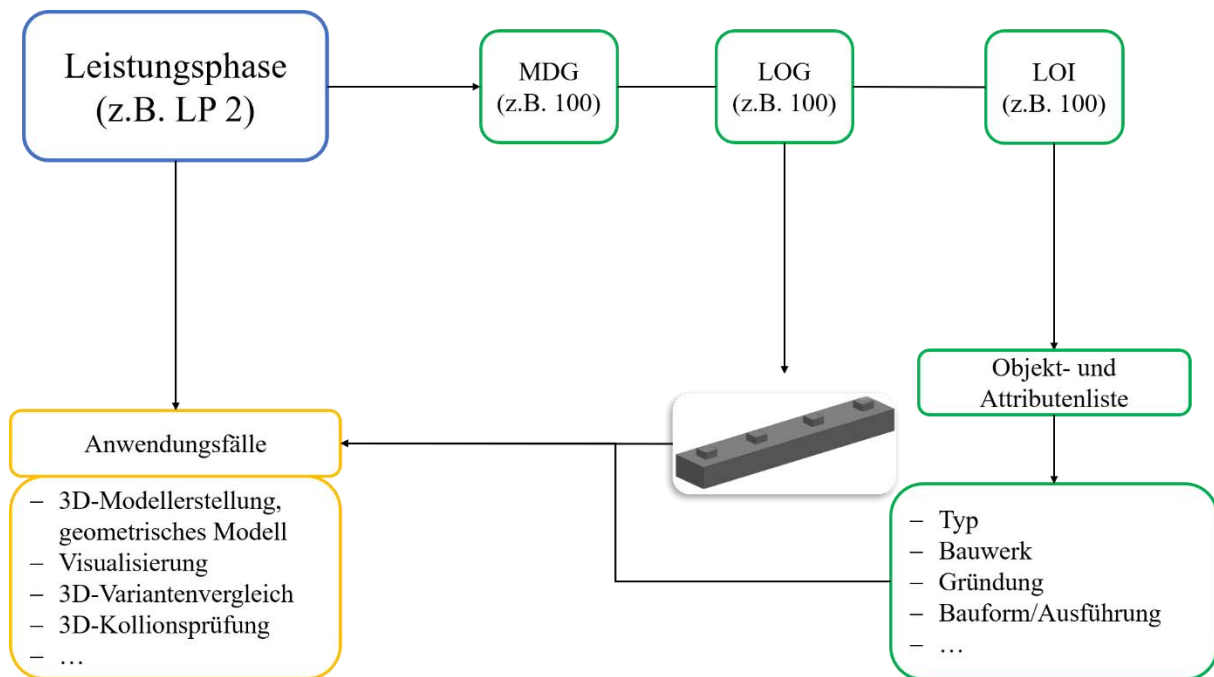 Leistungsphase
(z.B. LP 2)
MDG
(z.B. 100)
LOG
(z.B. 100)
LOI
(z.B. 100)
Objekt- und
Attributenliste
Anwendungsfälle
– 3D-Modellerstellung,
geometrisches Modell
– Visualisierung
– 3D-Variantenvergleich
– 3D-Kollionsprüfung
– …
– Typ
– Bauwerk
– Gründung
– Bauform/Ausführung
– …